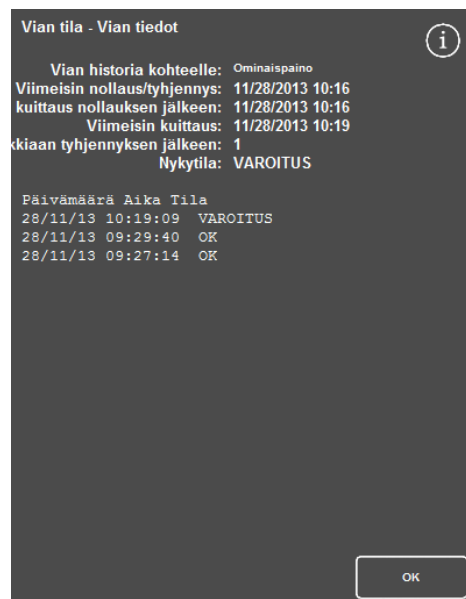 Vian tila - Vian tiedot
i
Vian historia kohteelle: Ominaispaino
Viimeisin nollaus/tyhjennys: 11/28/2013 10:16
kuittaus nollauksen jälkeen: 11/28/2013 10:16
Viimeisin kuittaus: 11/28/2013 10:19
kkiaan tyhjennyksen jälkeen: 1
Nykytila: VAROITUS
Päivämäärä Aika Tila
28/11/13 10:19:09 VAROITUS
28/11/13 09:29:40 OK
28/11/13 09:27:14 OK
OK